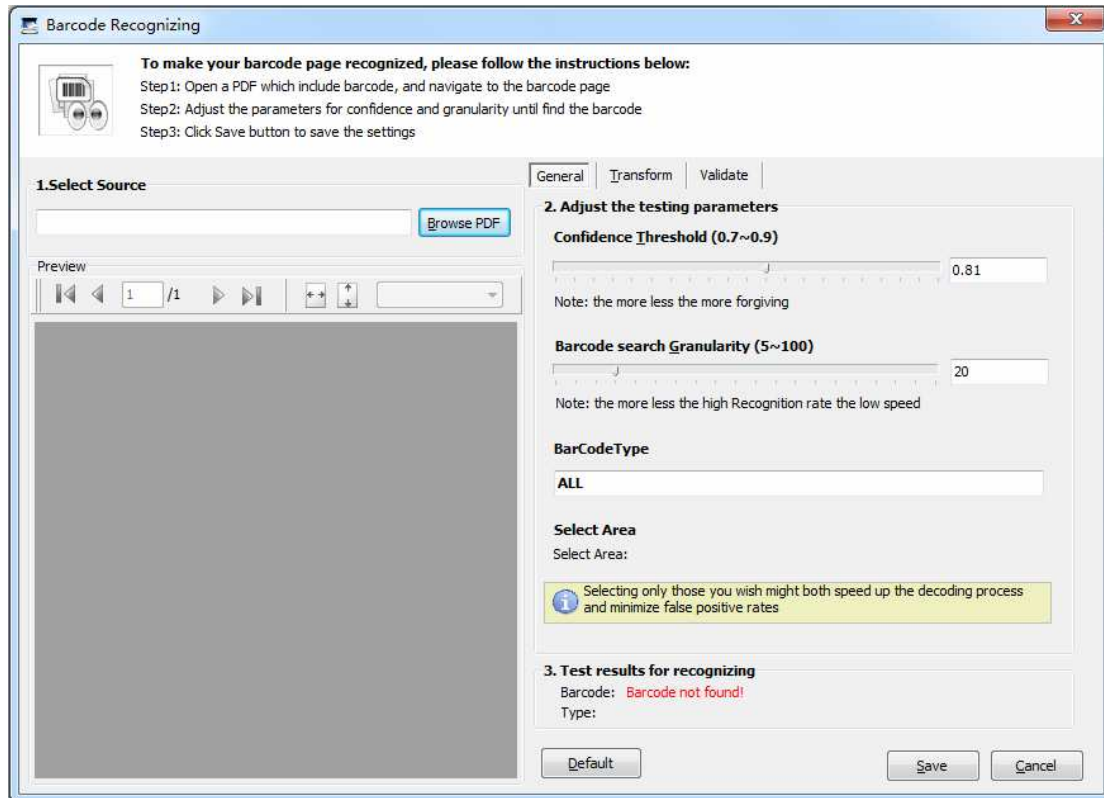 Barcode Recognizing
To make your barcode page recognized, please follow the instructions below:
Step1: Open a PDF which include barcode, and navigate to the barcode page
Step2: Adjust the parameters for confidence and granularity until find the barcode
Step3: Click Save button to save the settings
1.Select Source
Browse PDF
Preview
1 /1
General Transform Validate
2. Adjust the testing parameters
Confidence Threshold (0.7~0.9)
0.81
Note: the more less the more forgiving
Barcode search Granularity (5~100)
20
Note: the more less the high Recognition rate the low speed
BarCodeType
ALL
Select Area
Select Area:
Selecting only those you wish might both speed up the decoding process
and minimize false positive rates
3. Test results for recognizing
Barcode: Barcode not found!
Type:
Default Save Cancel